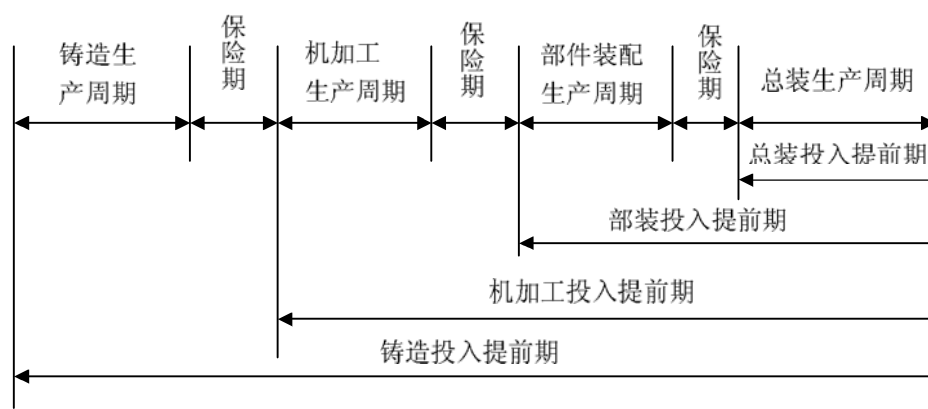 铸造生
产周期
保险期
机加工
生产周期
保险期
部件装配
生产周期
保险期
总装生产周期
总装投入提前期
部装投入提前期
机加工投入提前期
铸造投入提前期